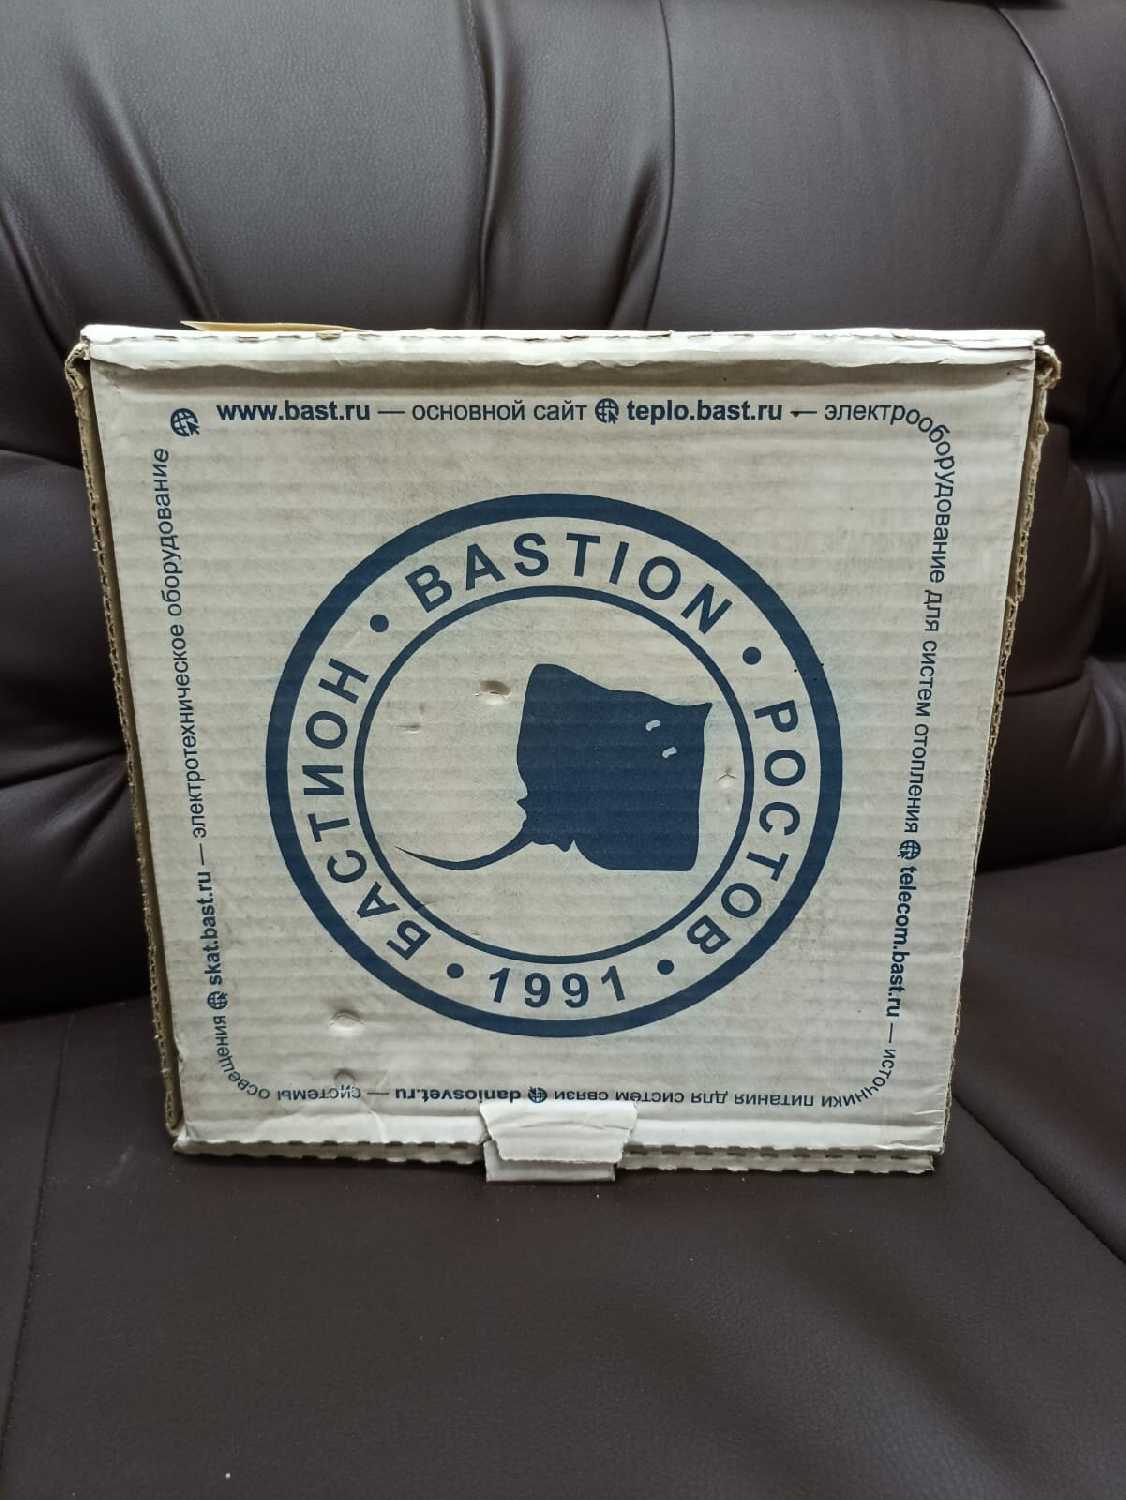 www.bast.ru — основной сайт teplo.bast.ru — электрооборудование для систем отопления telecom.bast.ru — источники питания для систем связи daniosvet.ru — системы освещения skat.bast.ru — электротехническое оборудование
BASTION • РОСТОВ • 1991 • БАСТИОН •